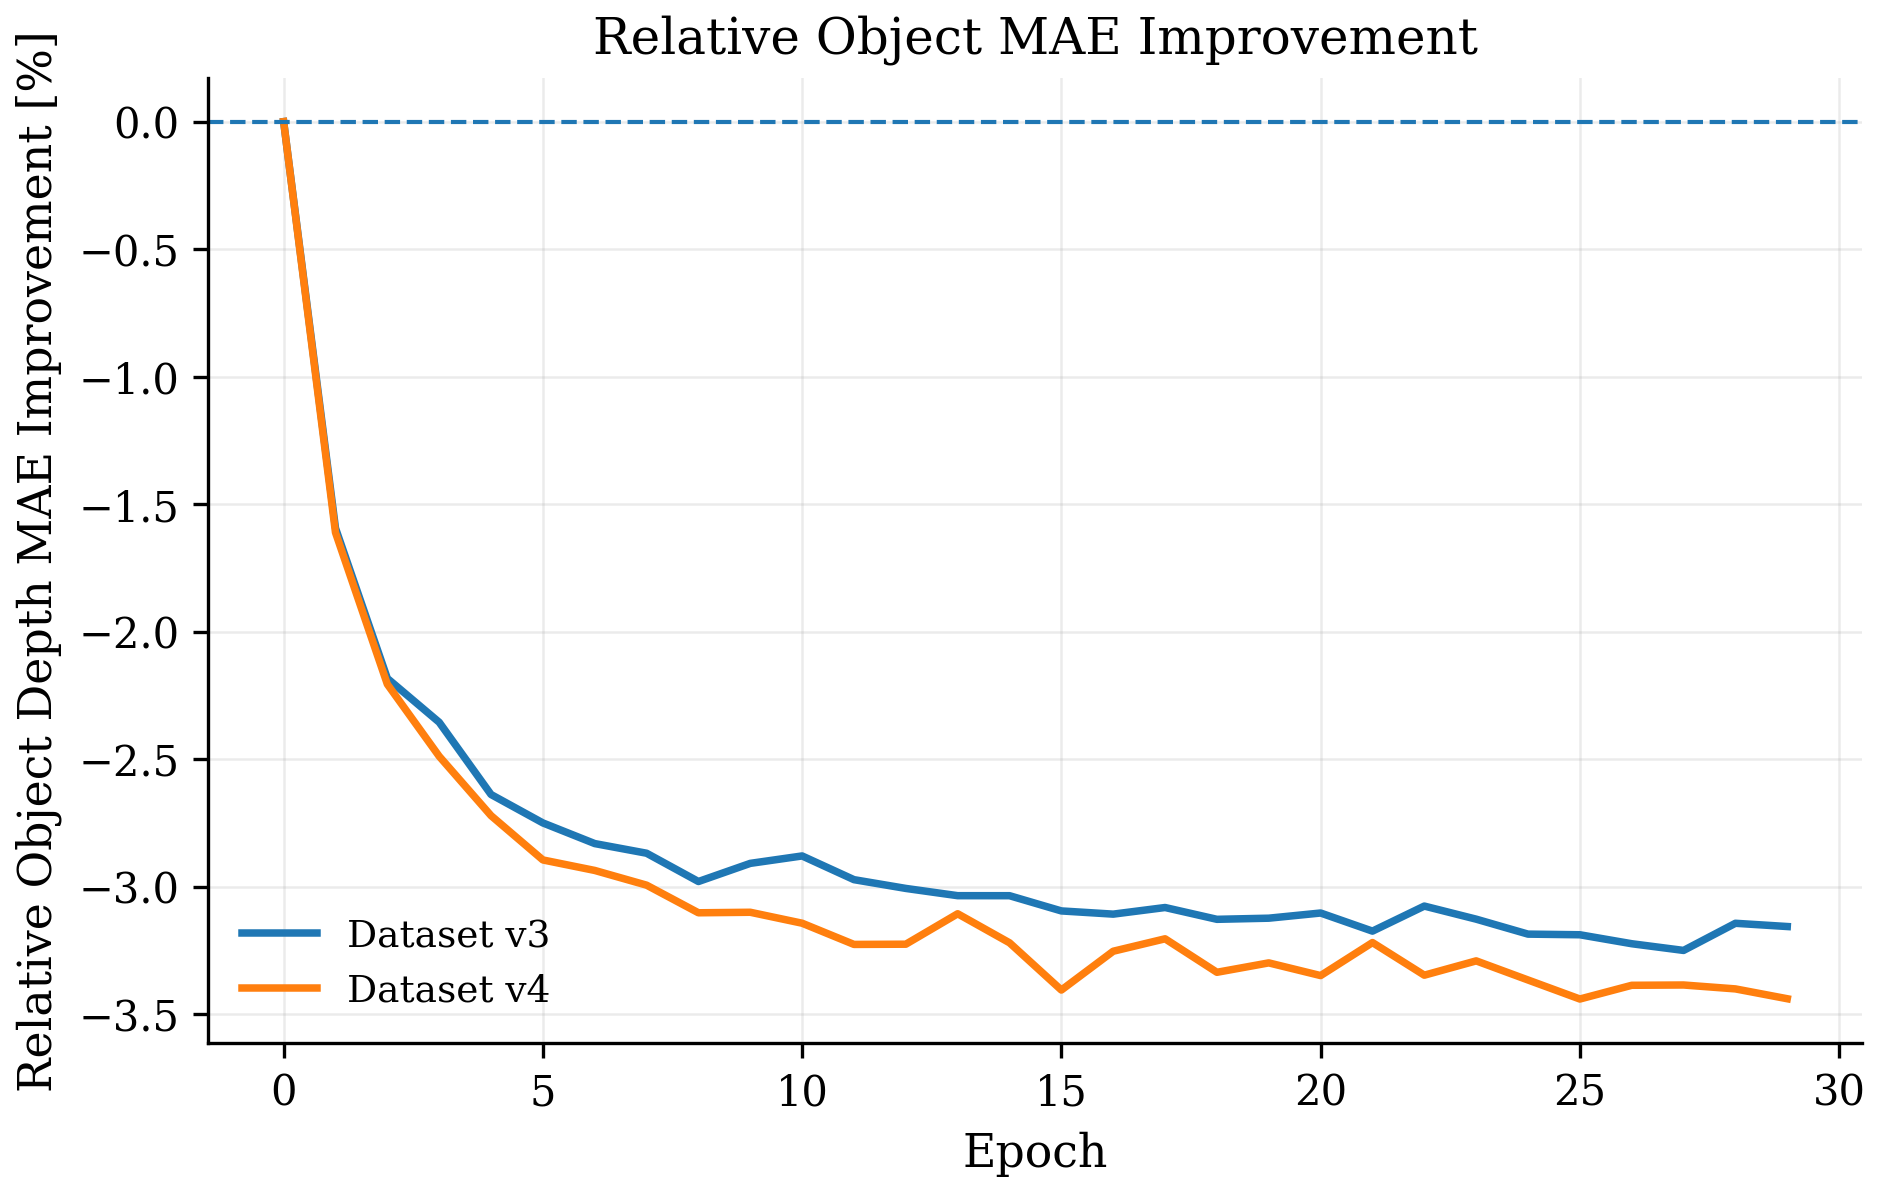 Relative Object MAE Improvement
Relative Object Depth MAE Improvement [%]
0.0
−0.5
−1.0
−1.5
−2.0
−2.5
−3.0
−3.5
Dataset v3
Dataset v4
0 5 10 15 20 25 30
Epoch